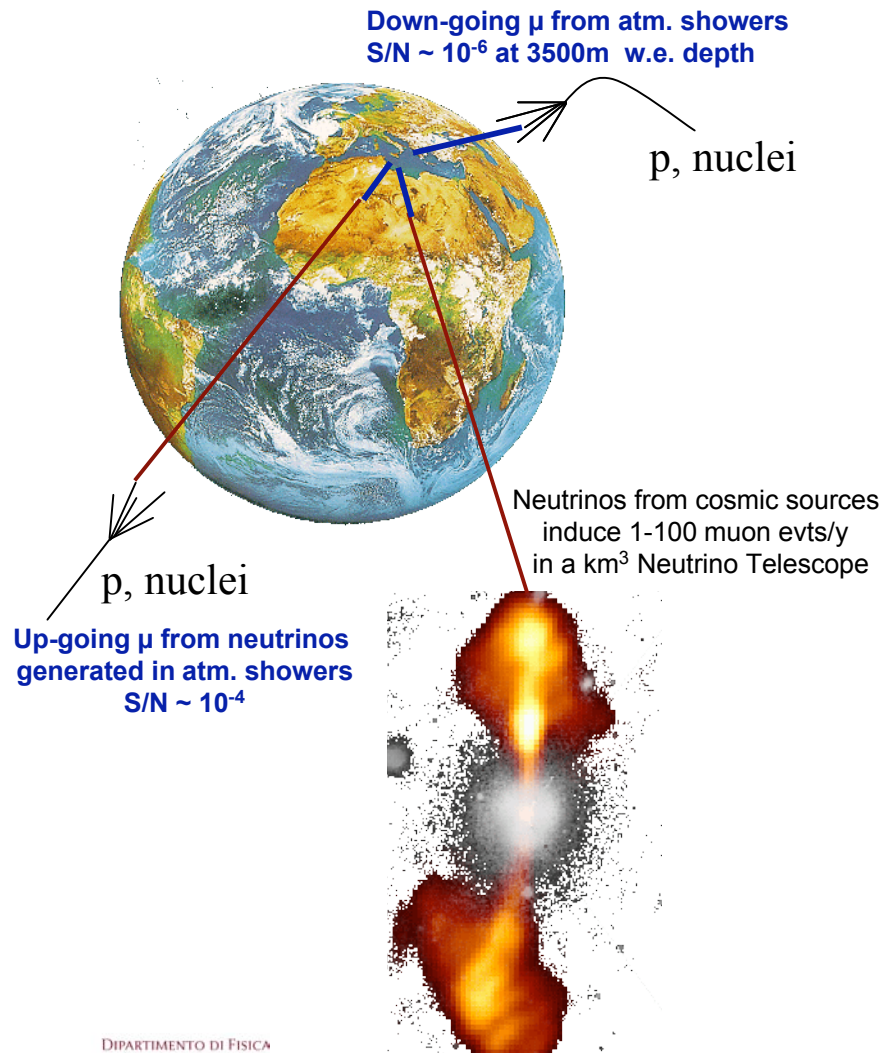 Down-going μ from atm. showers
S/N ~ 10⁻⁶ at 3500m w.e. depth
p, nuclei
Neutrinos from cosmic sources
induce 1-100 muon evts/y
in a km³ Neutrino Telescope
p, nuclei
Up-going μ from neutrinos
generated in atm. showers
S/N ~ 10⁻⁴
DIPARTIMENTO DI FISICA